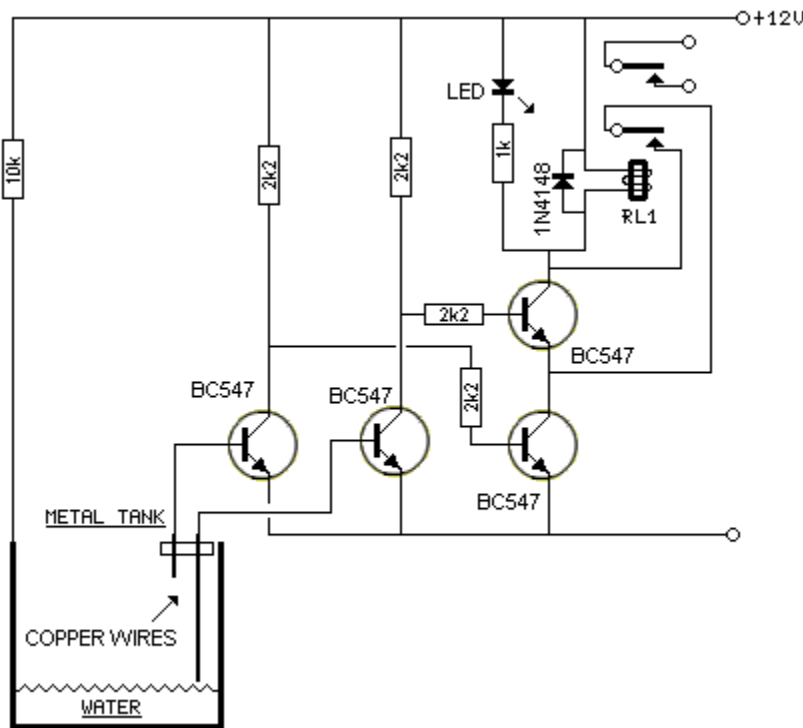 +12V
LED
10k
2k2
2k2
1k
1N4148
RL1
2k2
BC547
2k2
BC547
BC547
BC547
METAL TANK
COPPER WIRES
WATER